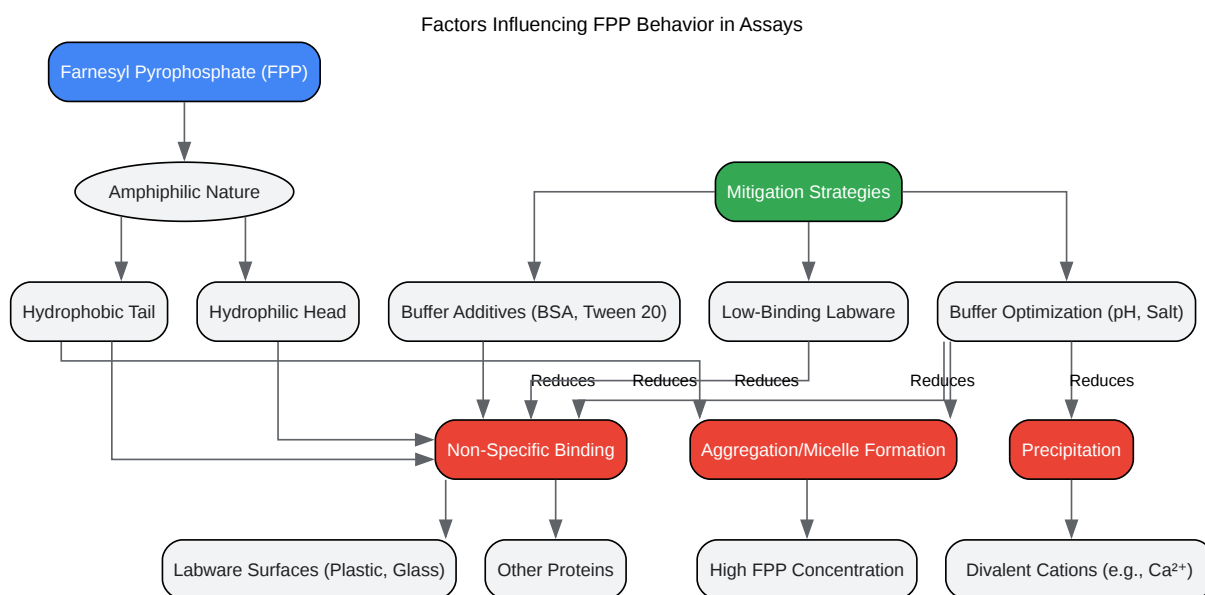 Factors Influencing FPP Behavior in Assays
Farnesyl Pyrophosphate (FPP)
Amphiphilic Nature
Mitigation Strategies
Hydrophobic Tail
Hydrophilic Head
Buffer Additives (BSA, Tween 20)
Low-Binding Labware
Buffer Optimization (pH, Salt)
Reduces
Reduces
Reduces
Reduces
Reduces
Non-Specific Binding
Aggregation/Micelle Formation
Precipitation
Labware Surfaces (Plastic, Glass)
Other Proteins
High FPP Concentration
Divalent Cations (e.g., Ca²⁺)